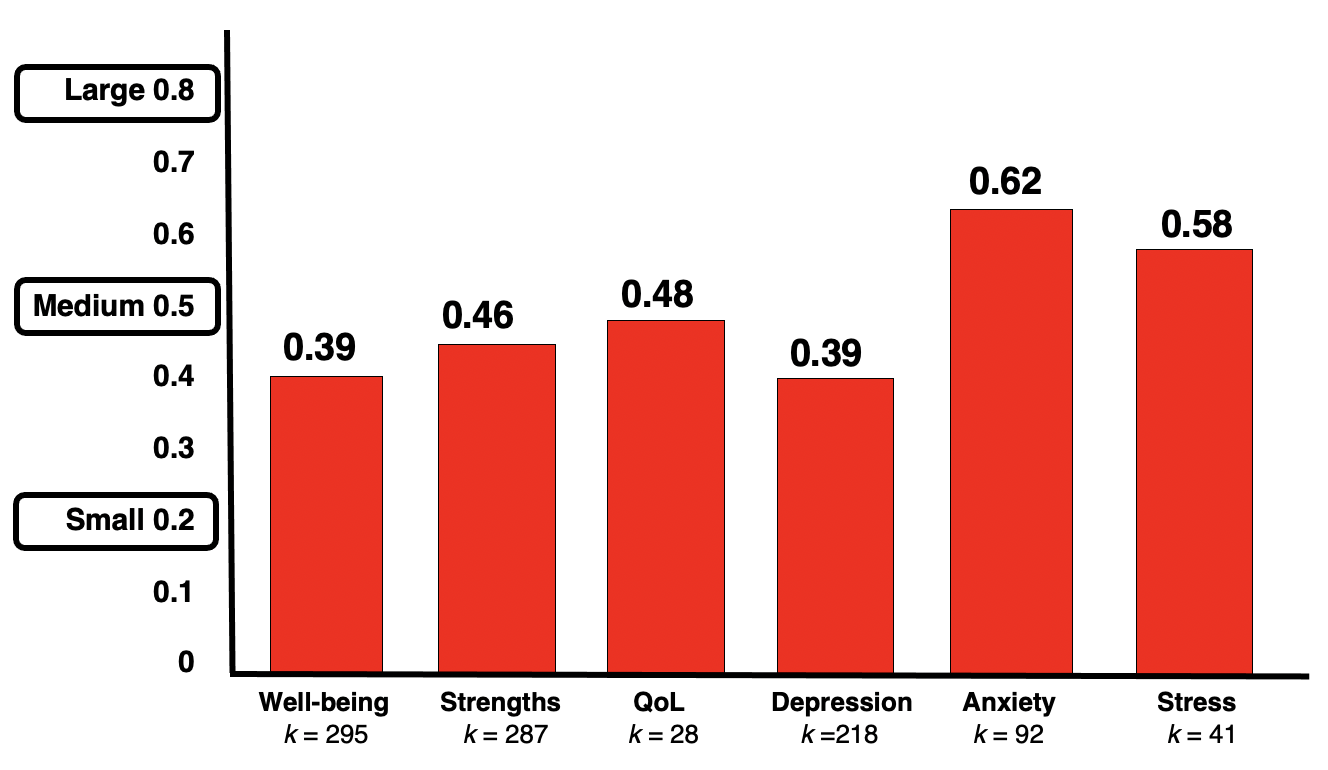 Large 0.8
0.7
0.6
Medium 0.5
0.4
0.3
Small 0.2
0.1
0
0.39
0.46
0.48
0.39
0.62
0.58
Well-being
k = 295
Strengths
k = 287
QoL
k = 28
Depression
k =218
Anxiety
k = 92
Stress
k = 41